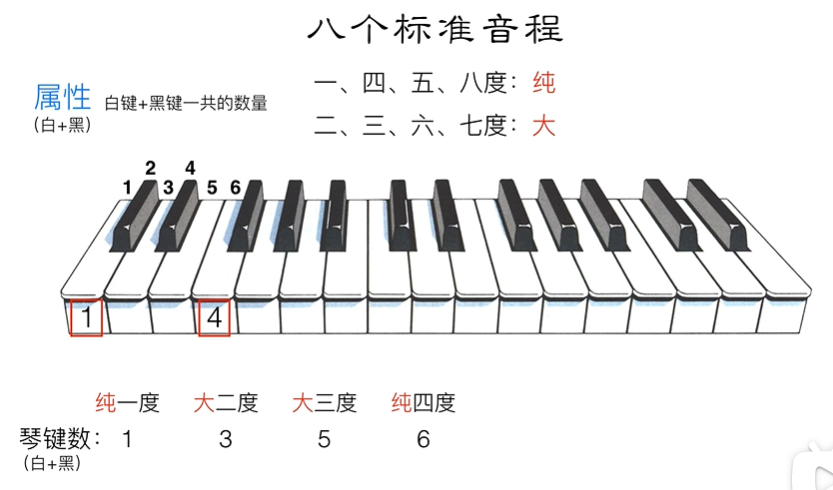 八个标准音程
一、四、五、八度：纯
属性 白键+黑键一共的数量
(白+黑)
二、三、六、七度：大
2 4
1 3 5 6
1 4
纯一度 大二度 大三度 纯四度
琴键数： 1 3 5 6
(白+黑)